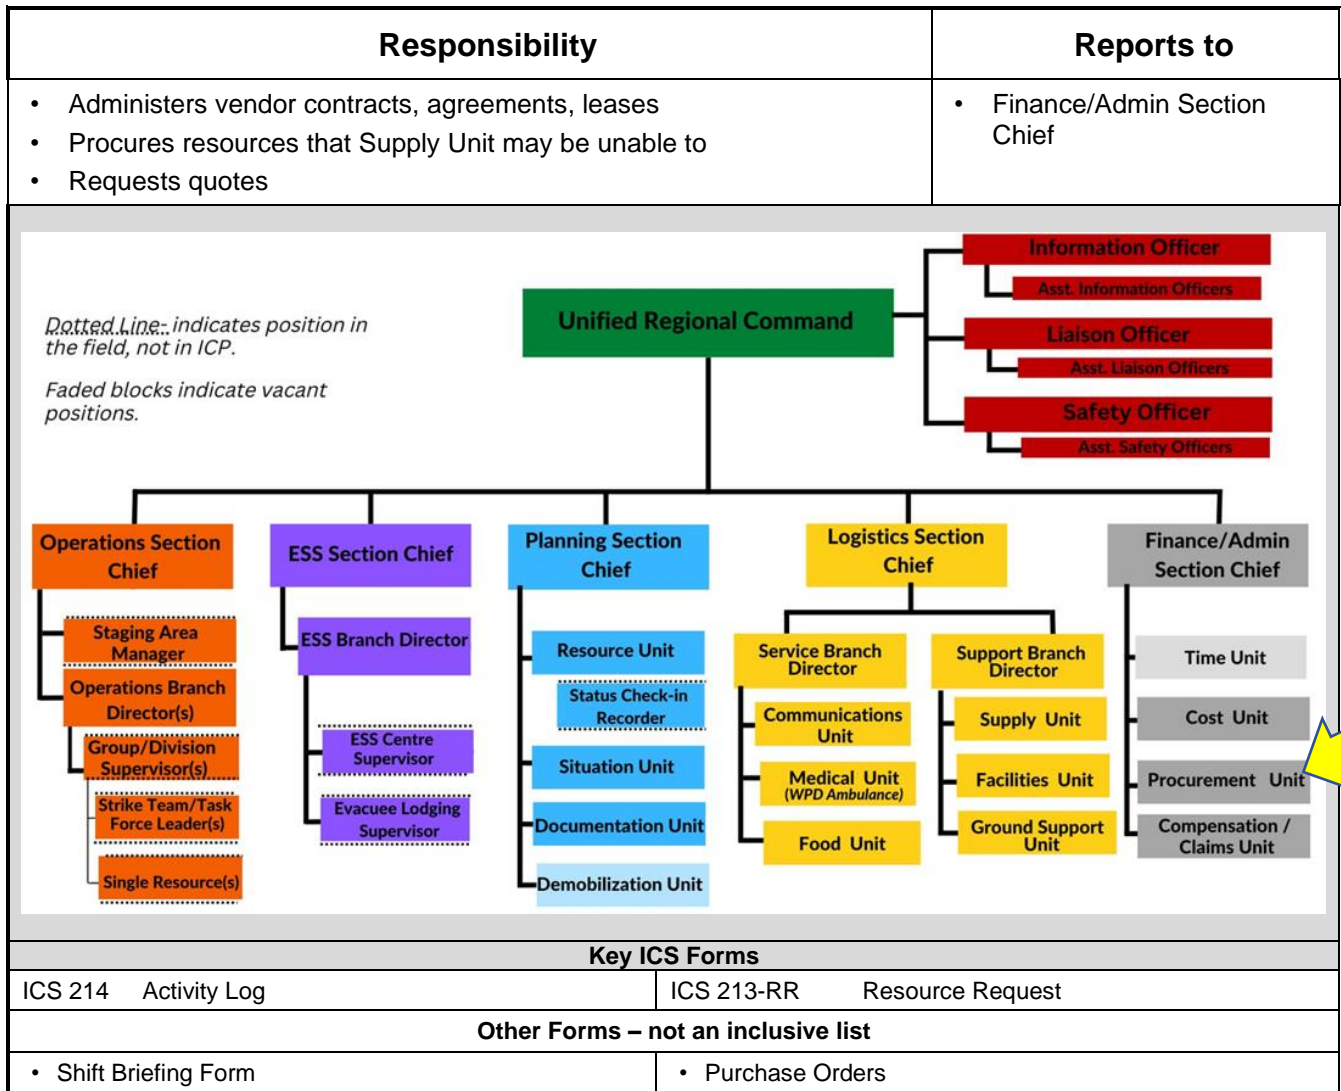 Responsibility
Reports to
• Administers vendor contracts, agreements, leases
• Procures resources that Supply Unit may be unable to
• Requests quotes
• Finance/Admin Section
Chief
Dotted Line- indicates position in
the field, not in ICP.
Faded blocks indicate vacant
positions.
Unified Regional Command
Information Officer
Asst. Information Officers
Liaison Officer
Asst. Liaison Officers
Safety Officer
Asst. Safety Officers
Operations Section
Chief
Staging Area
Manager
Operations Branch
Director(s)
Group/Division
Supervisor(s)
Strike Team/Task
Force Leader(s)
Single Resource(s)
ESS Section Chief
ESS Branch Director
ESS Centre
Supervisor
Evacuee Lodging
Supervisor
Planning Section
Chief
Resource Unit
Status Check-in
Recorder
Situation Unit
Documentation Unit
Demobilization Unit
Logistics Section
Chief
Service Branch
Director
Communications
Unit
Medical Unit
(WPD Ambulance)
Food Unit
Support Branch
Director
Supply Unit
Facilities Unit
Ground Support
Unit
Finance/Admin
Section Chief
Time Unit
Cost Unit
Procurement Unit
Compensation /
Claims Unit
Key ICS Forms
ICS 214 Activity Log
ICS 213-RR Resource Request
Other Forms – not an inclusive list
• Shift Briefing Form
• Purchase Orders